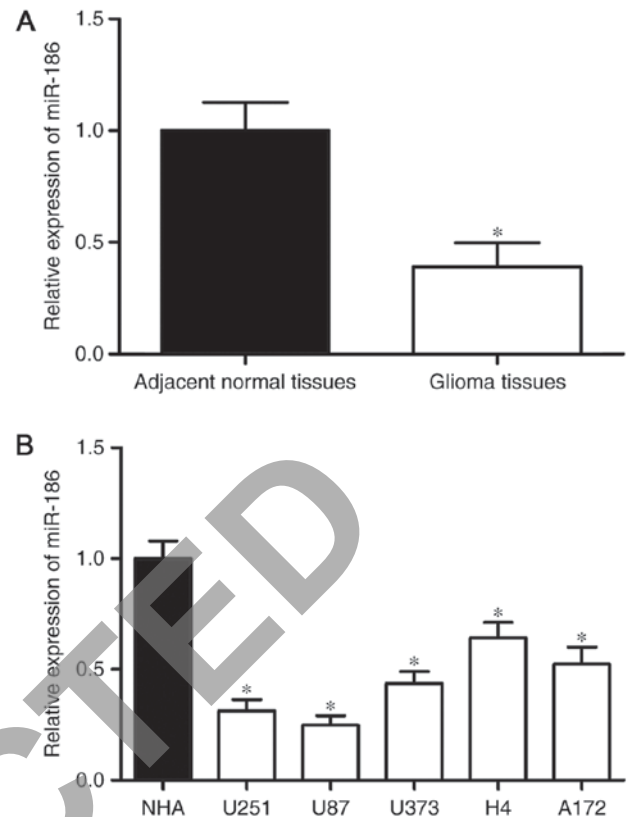 A
Relative expression of miR-186
1.5
1.0
0.5
0.0
*
Adjacent normal tissues
Glioma tissues
B
Relative expression of miR-186
1.5
1.0
0.5
0.0
*
*
*
*
*
NHA
U251
U87
U373
H4
A172
CTED